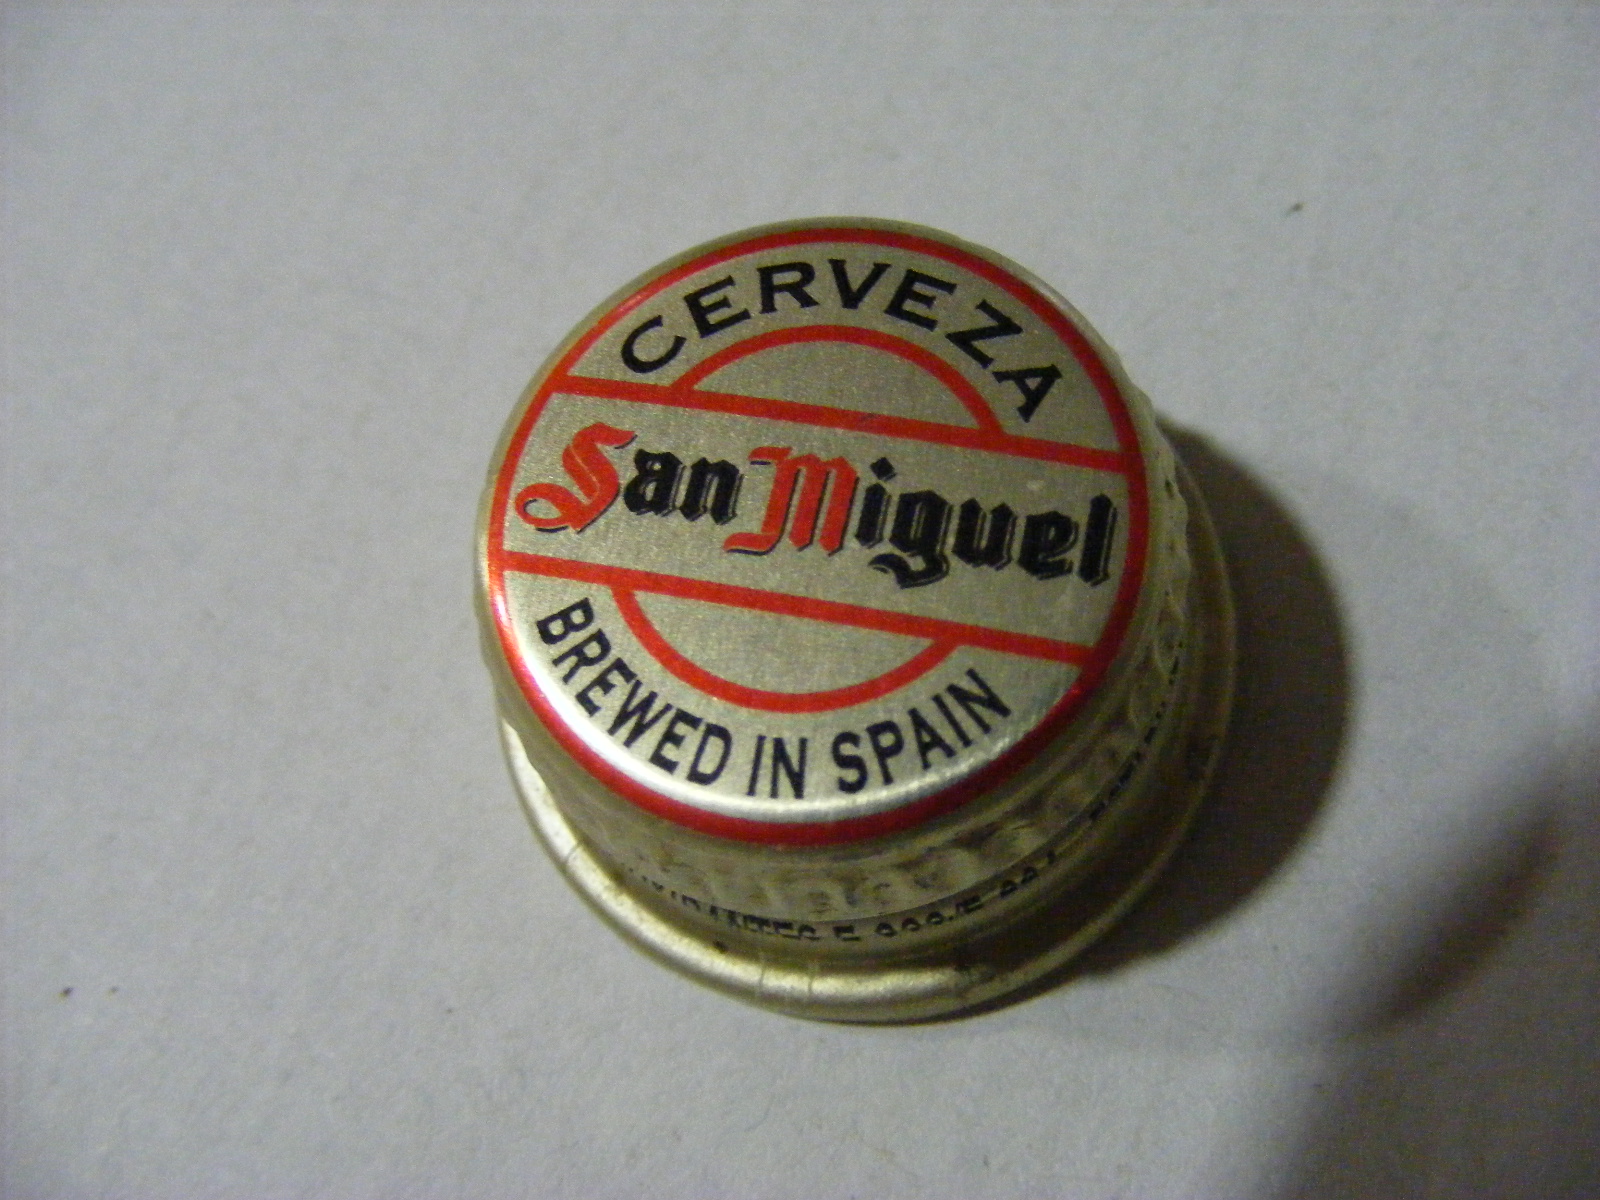 CERVEZA
San Miguel
BREWED IN SPAIN